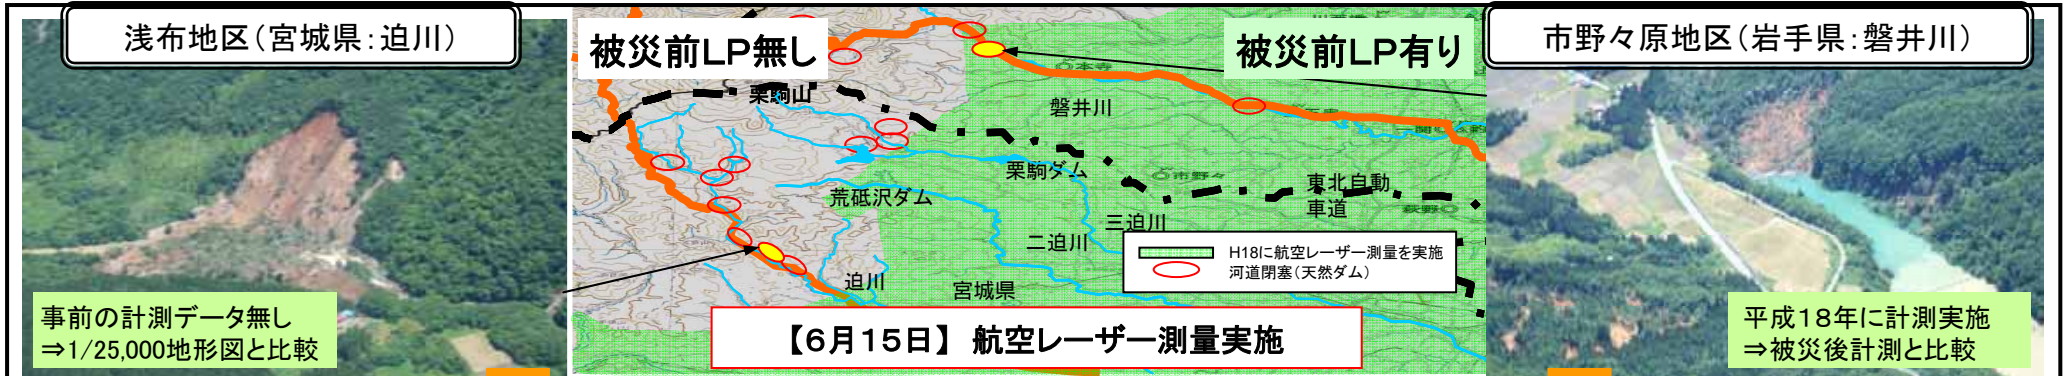 浅布地区(宮城県:迫川)
被災前LP無し
被災前LP有り
市野々原地区(岩手県:磐井川)
栗駒山
本寺
磐井川
栗駒ダム
市野々
荒砥沢ダム
東北自動
車道
萩野
三迫川
二迫川
H18に航空レーザー測量を実施
河道閉塞(天然ダム)
迫川
宮城県
事前の計測データ無し
⇒1/25,000地形図と比較
【6月15日】 航空レーザー測量実施
平成18年に計測実施
⇒被災後計測と比較